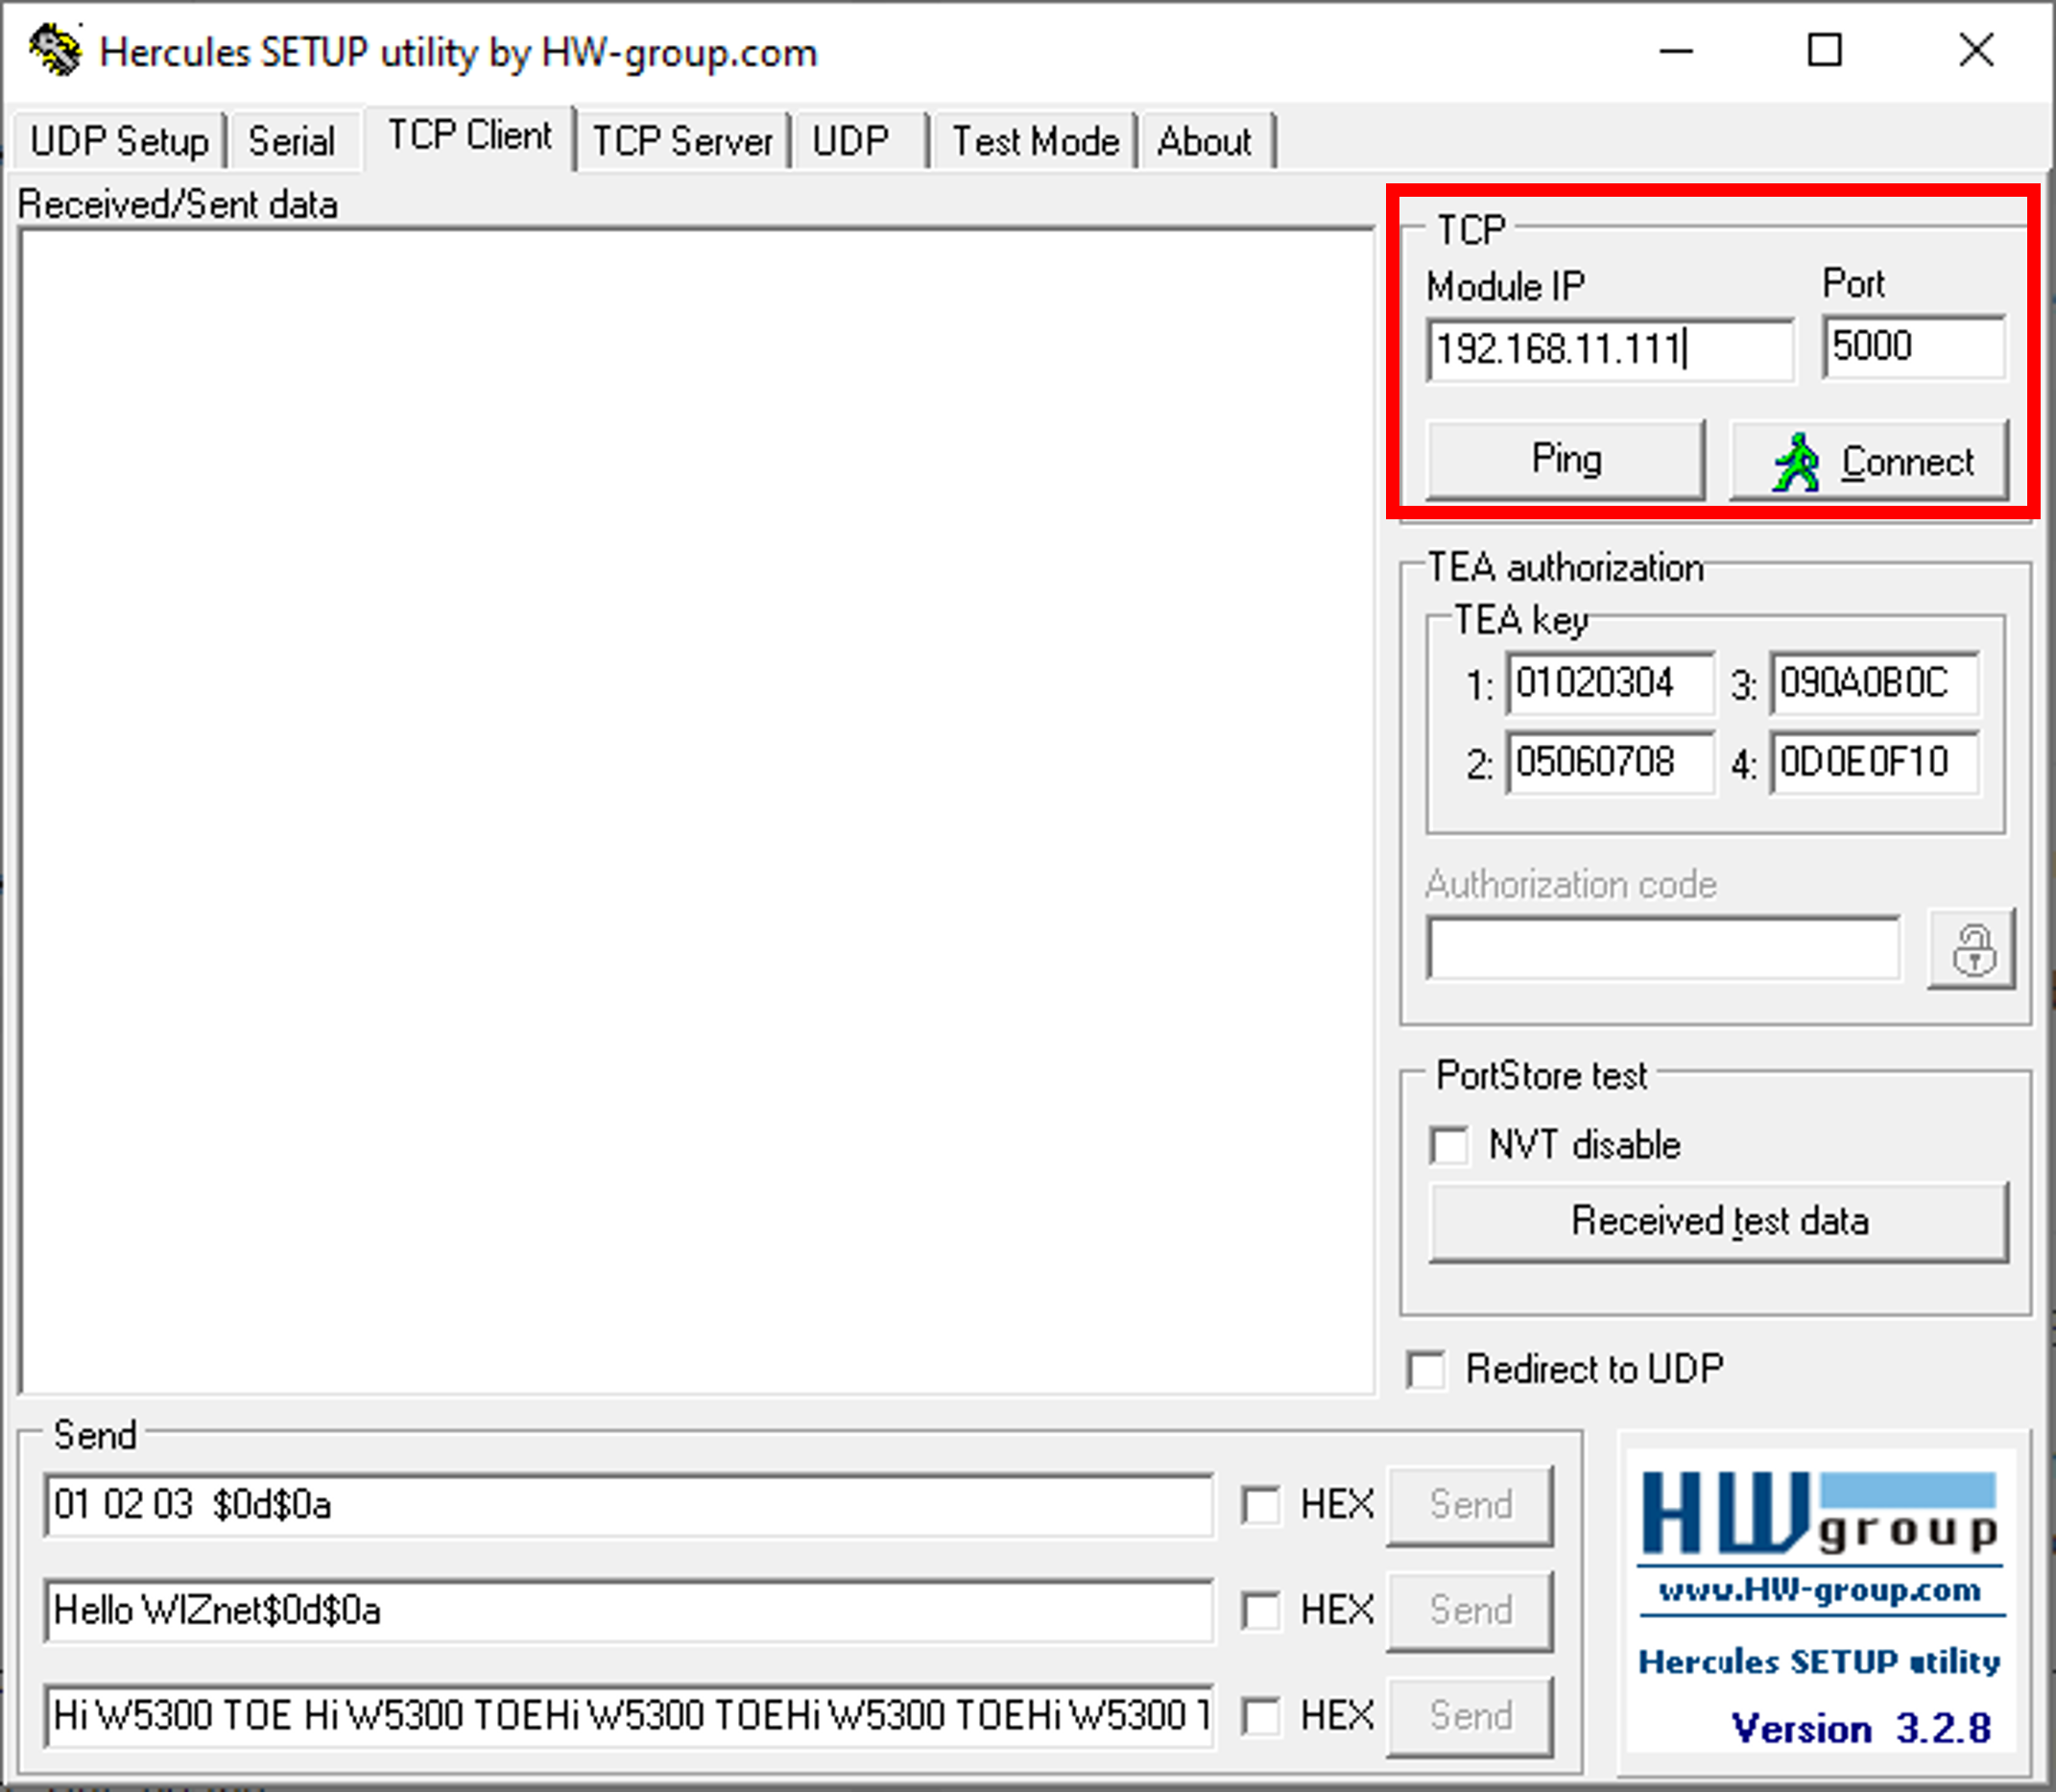 Hercules SETUP utility by HW-group.com
UDP Setup Serial TCP Client TCP Server UDP Test Mode About
Received/Sent data
TCP
Module IP Port
192.168.11.111 5000
Ping Connect
TEA authorization
TEA key
1: 01020304 3: 090A0B0C
2: 05060708 4: 0D0E0F10
Authorization code
PortStore test
NVT disable
Received test data
Redirect to UDP
Send
01 02 03  $0d$0a HEX Send
Hello WIZnet$0d$0a HEX Send
Hi W5300 TOE Hi W5300 TOEHi W5300 TOEHi W5300 TOEHi W5300 HEX Send
HW group
www.HW-group.com
Hercules SETUP utility
Version 3.2.8